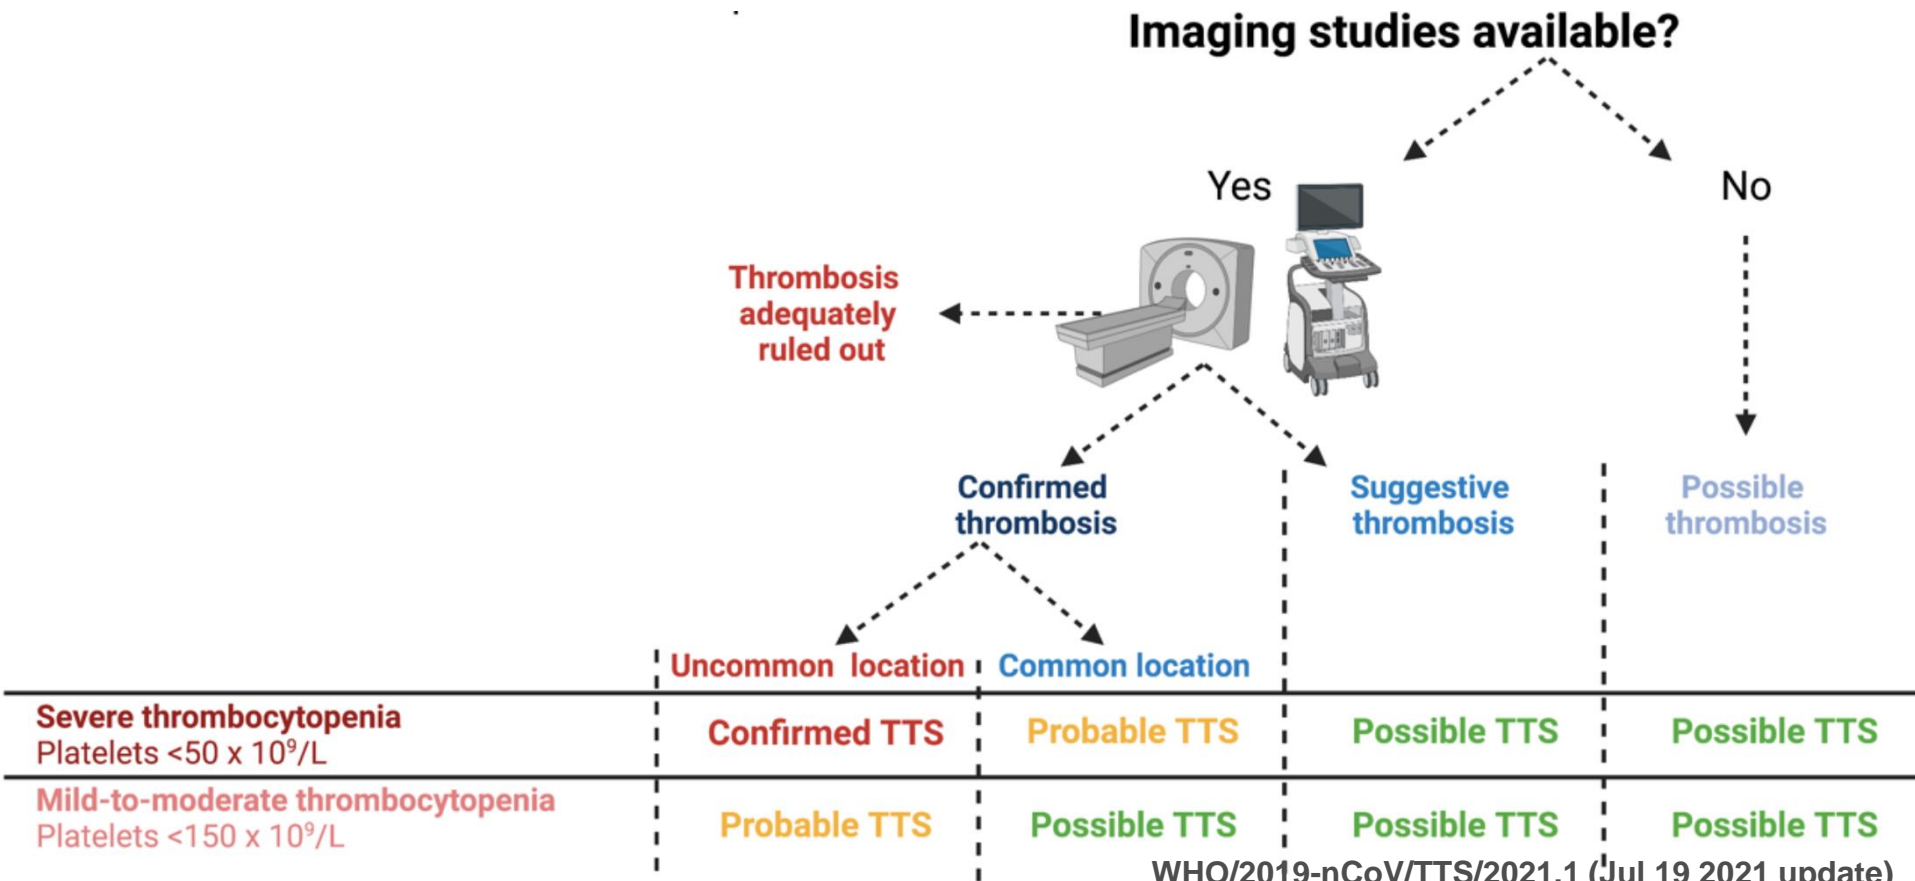 Imaging studies available?
Yes
No
Thrombosis
adequately
ruled out
Confirmed
thrombosis
Suggestive
thrombosis
Possible
thrombosis
Uncommon location
Common location
Severe thrombocytopenia
Platelets <50 x 10⁹/L
Confirmed TTS
Probable TTS
Possible TTS
Possible TTS
Mild-to-moderate thrombocytopenia
Platelets <150 x 10⁹/L
Probable TTS
Possible TTS
Possible TTS
Possible TTS
WHO/2019-nCoV/TTS/2021.1 (Jul 19 2021 update)